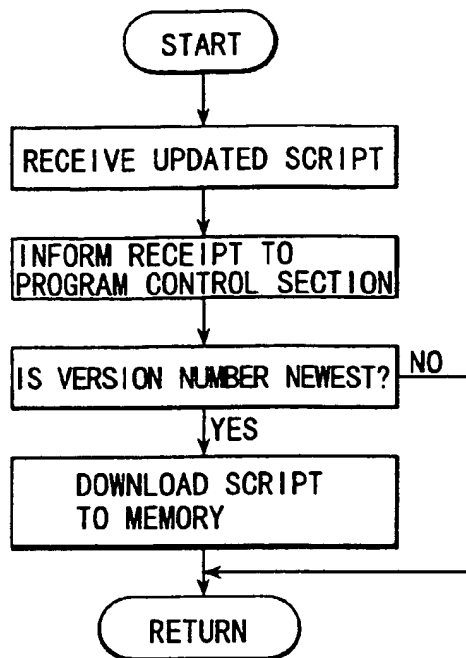 START
RECEIVE UPDATED SCRIPT
INFORM RECEIPT TO
PROGRAM CONTROL SECTION
IS VERSION NUMBER NEWEST?
NO
YES
DOWNLOAD SCRIPT
TO MEMORY
RETURN